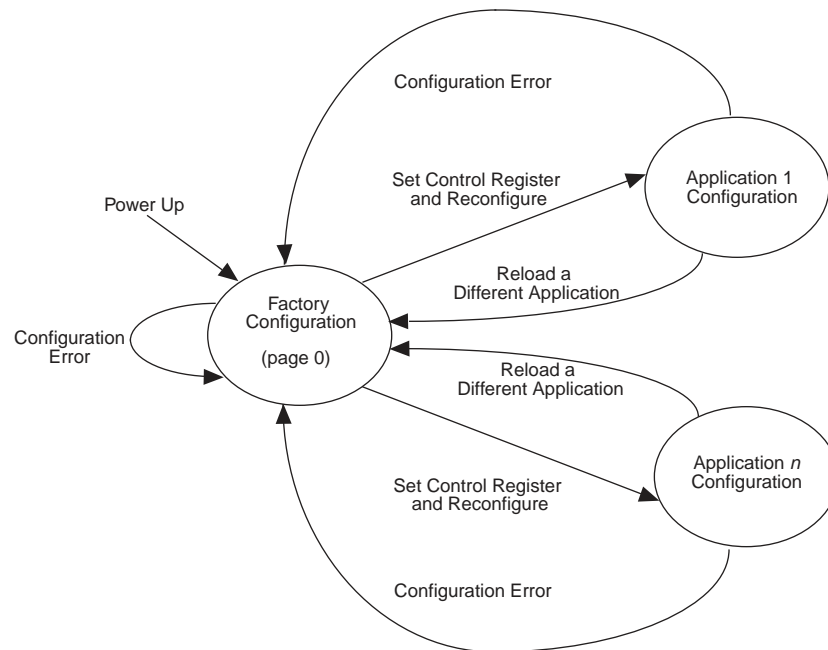 Configuration Error
Power Up
Set Control Register
and Reconfigure
Application 1
Configuration
Reload a
Different Application
Factory
Configuration
(page 0)
Configuration
Error
Reload a
Different Application
Set Control Register
and Reconfigure
Application n
Configuration
Configuration Error